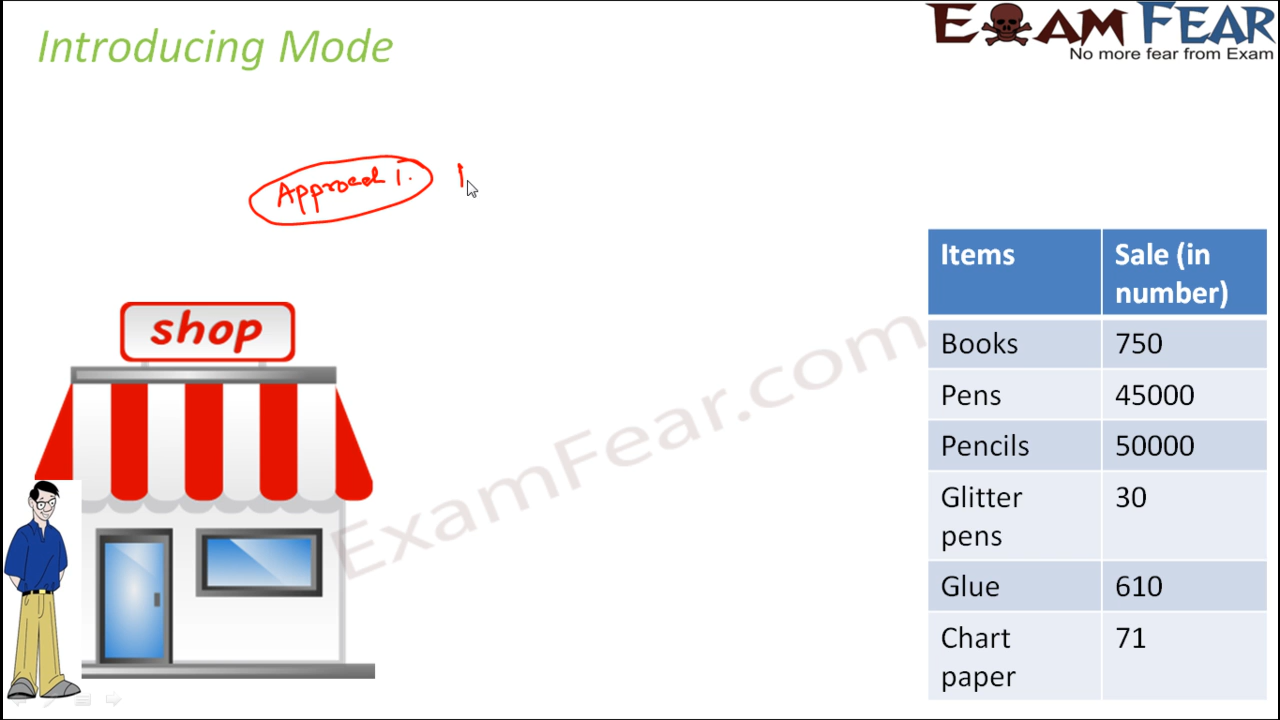 Introducing Mode
EXAM FEAR
No more fear from Exam
Approach 1.
shop
Items Sale (in number)
Books 750
Pens 45000
Pencils 50000
Glitter pens 30
Glue 610
Chart paper 71
ExamFear.com